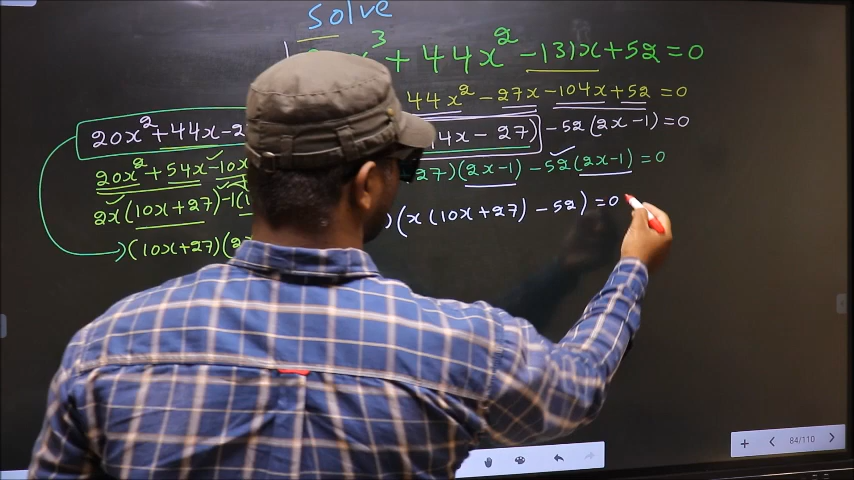 Solve
x³ + 44x² - 131x + 52 = 0
44x² - 27x - 104x + 52 = 0
20x² + 44x - 2
4x - 27) - 52(2x-1) = 0
20x² + 54x - 10x
27)(2x-1) - 52(2x-1) = 0
2x(10x+27) -1(1
)(x(10x+27) - 52) = 0
(10x+27)(2
84/110